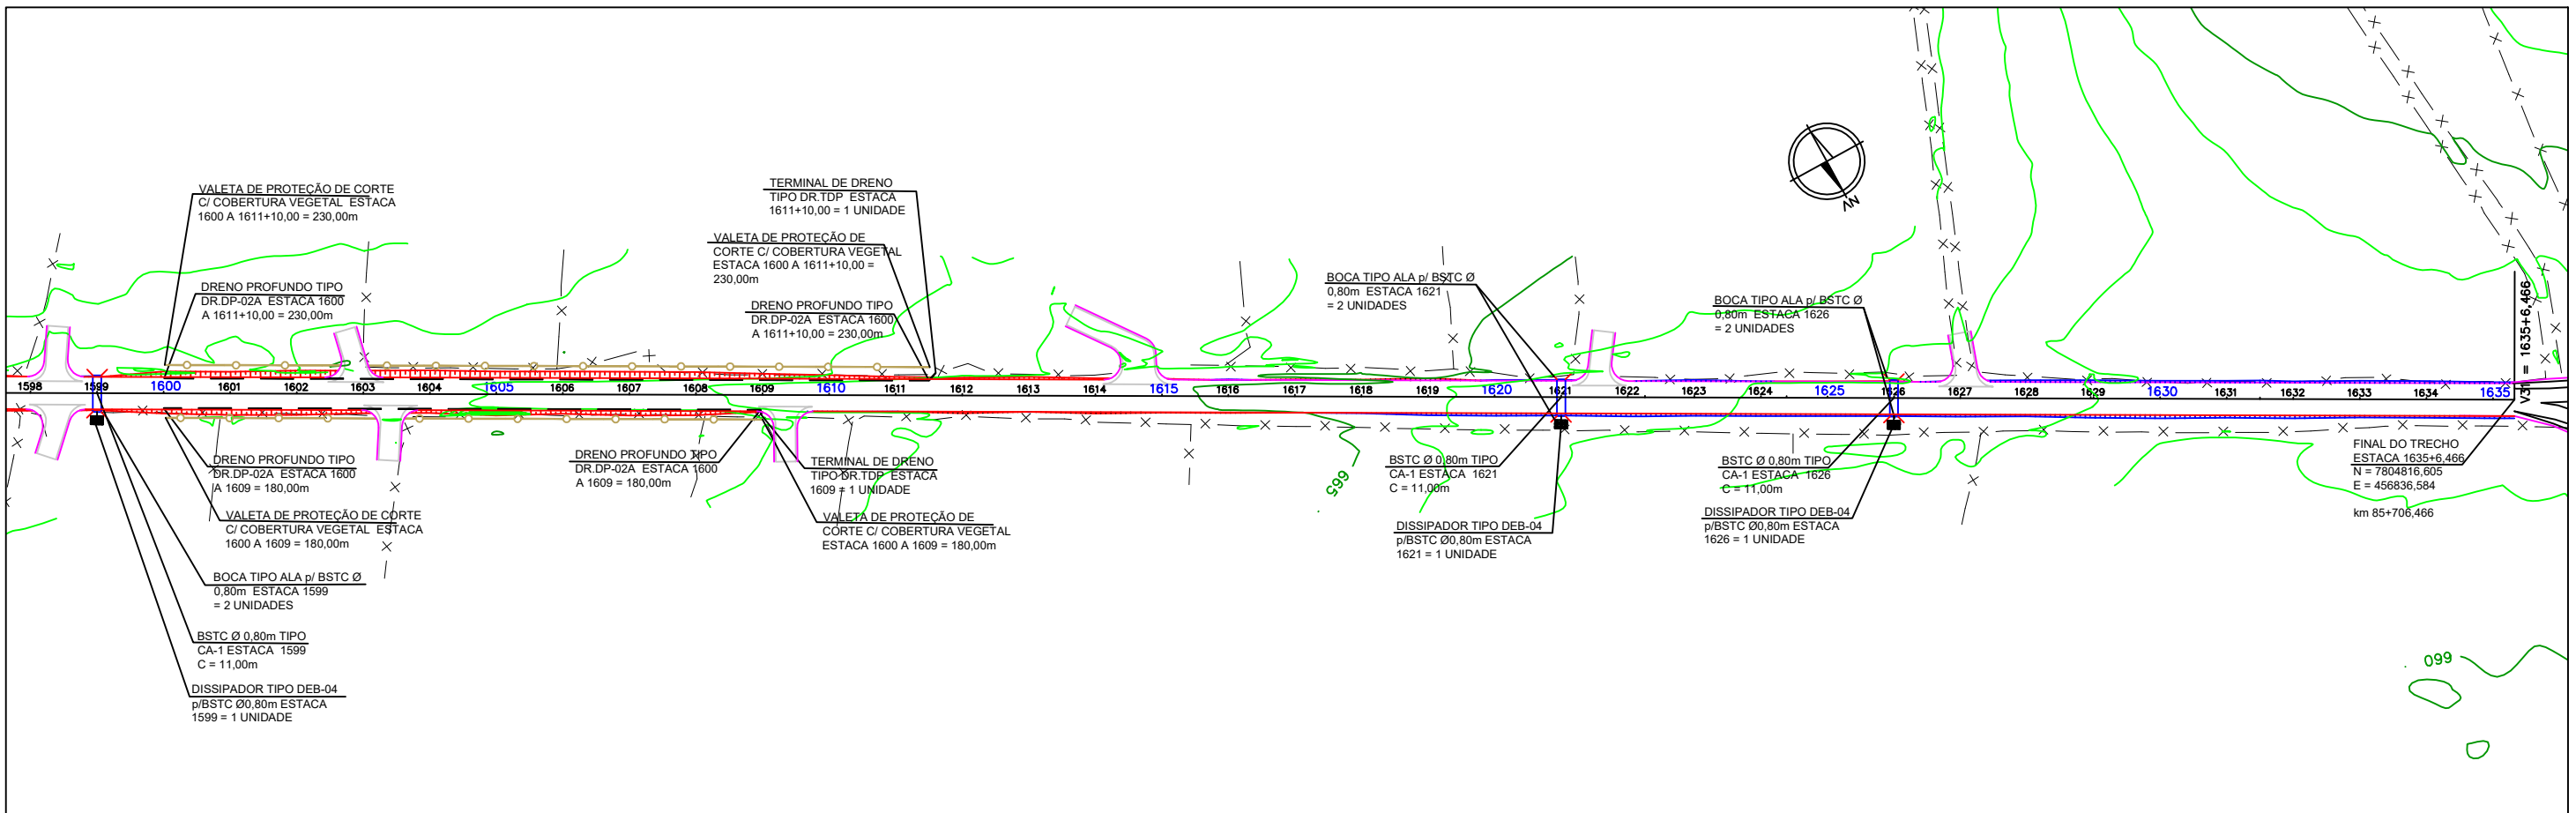 VALETA DE PROTEÇÃO DE CORTE
C/ COBERTURA VEGETAL ESTACA
1600 A 1611+10,00 = 230,00m
DRENO PROFUNDO TIPO
DR.DP-02A ESTACA 1600
A 1611+10,00 = 230,00m
TERMINAL DE DRENO
TIPO DR.TDP ESTACA
1611+10,00 = 1 UNIDADE
VALETA DE PROTEÇÃO DE
CORTE C/ COBERTURA VEGETAL
ESTACA 1600 A 1611+10,00 =
230,00m
DRENO PROFUNDO TIPO
DR.DP-02A ESTACA 1600
A 1611+10,00 = 230,00m
BOCA TIPO ALA p/ BSTC Ø
0,80m ESTACA 1621
= 2 UNIDADES
BOCA TIPO ALA p/ BSTC Ø
0,80m ESTACA 1626
= 2 UNIDADES
NV
V31 = 1635+6,466
1598 1599 1600 1601 1602 1603 1604 1605 1606 1607 1608 1609 1610 1611 1612 1613 1614 1615 1616 1617 1618 1619 1620 1621 1622 1623 1624 1625 1626 1627 1628 1629 1630 1631 1632 1633 1634 1635
DRENO PROFUNDO TIPO
DR.DP-02A ESTACA 1600
A 1609 = 180,00m
VALETA DE PROTEÇÃO DE CORTE
C/ COBERTURA VEGETAL ESTACA
1600 A 1609 = 180,00m
BOCA TIPO ALA p/ BSTC Ø
0,80m ESTACA 1599
= 2 UNIDADES
BSTC Ø 0,80m TIPO
CA-1 ESTACA 1599
C = 11,00m
DISSIPADOR TIPO DEB-04
p/BSTC Ø0,80m ESTACA
1599 = 1 UNIDADE
DRENO PROFUNDO TIPO
DR.DP-02A ESTACA 1600
A 1609 = 180,00m
TERMINAL DE DRENO
TIPO DR.TDP ESTACA
1609 = 1 UNIDADE
VALETA DE PROTEÇÃO DE
CORTE C/ COBERTURA VEGETAL
ESTACA 1600 A 1609 = 180,00m
665
BSTC Ø 0,80m TIPO
CA-1 ESTACA 1621
C = 11,00m
DISSIPADOR TIPO DEB-04
p/BSTC Ø0,80m ESTACA
1621 = 1 UNIDADE
BSTC Ø 0,80m TIPO
CA-1 ESTACA 1626
C = 11,00m
DISSIPADOR TIPO DEB-04
p/BSTC Ø0,80m ESTACA
1626 = 1 UNIDADE
FINAL DO TRECHO
ESTACA 1635+6,466
N = 7804816,605
E = 456836,584
km 85+706,466
660